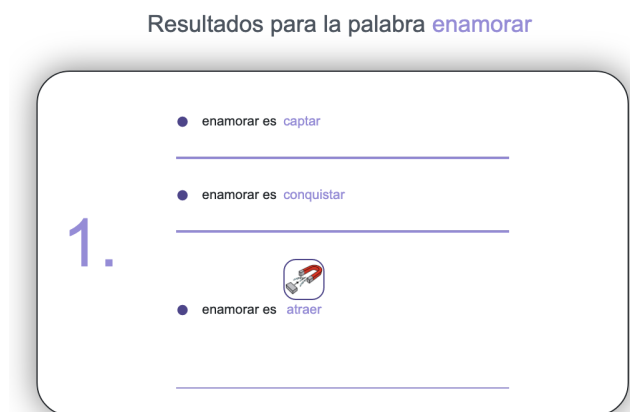 Resultados para la palabra enamorar
1.
enamorar es captar
enamorar es conquistar
enamorar es atraer